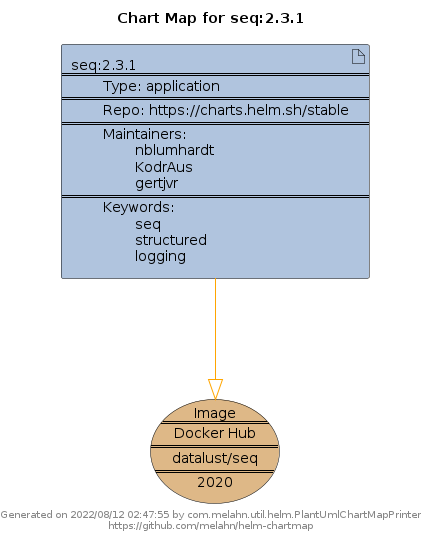 Chart Map for seq:2.3.1
seq:2.3.1
Type: application
Repo: https://charts.helm.sh/stable
Maintainers:
nblumhardt
KodrAus
gertjvr
Keywords:
seq
structured
logging
Image
Docker Hub
datalust/seq
2020
Generated on 2022/08/12 02:47:55 by com.melahn.util.helm.PlantUmlChartMapPrinter
https://github.com/melahn/helm-chartmap